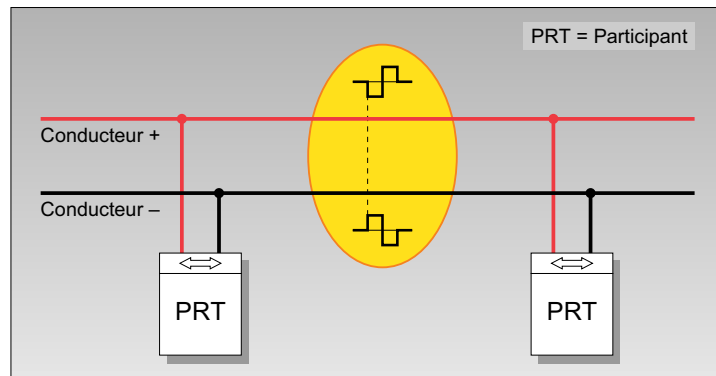 PRT = Participant
Conducteur +
Conducteur –
PRT
PRT